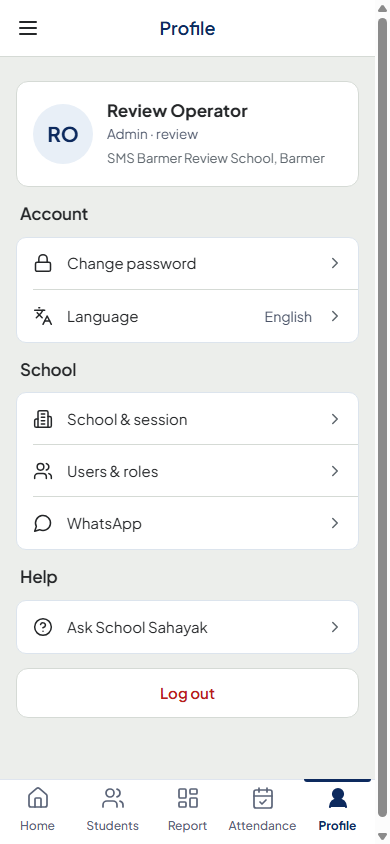 Profile
RO
Review Operator
Admin · review
SMS Barmer Review School, Barmer
Account
Change password
Language English
School
School & session
Users & roles
WhatsApp
Help
Ask School Sahayak
Log out
Home Students Report Attendance Profile